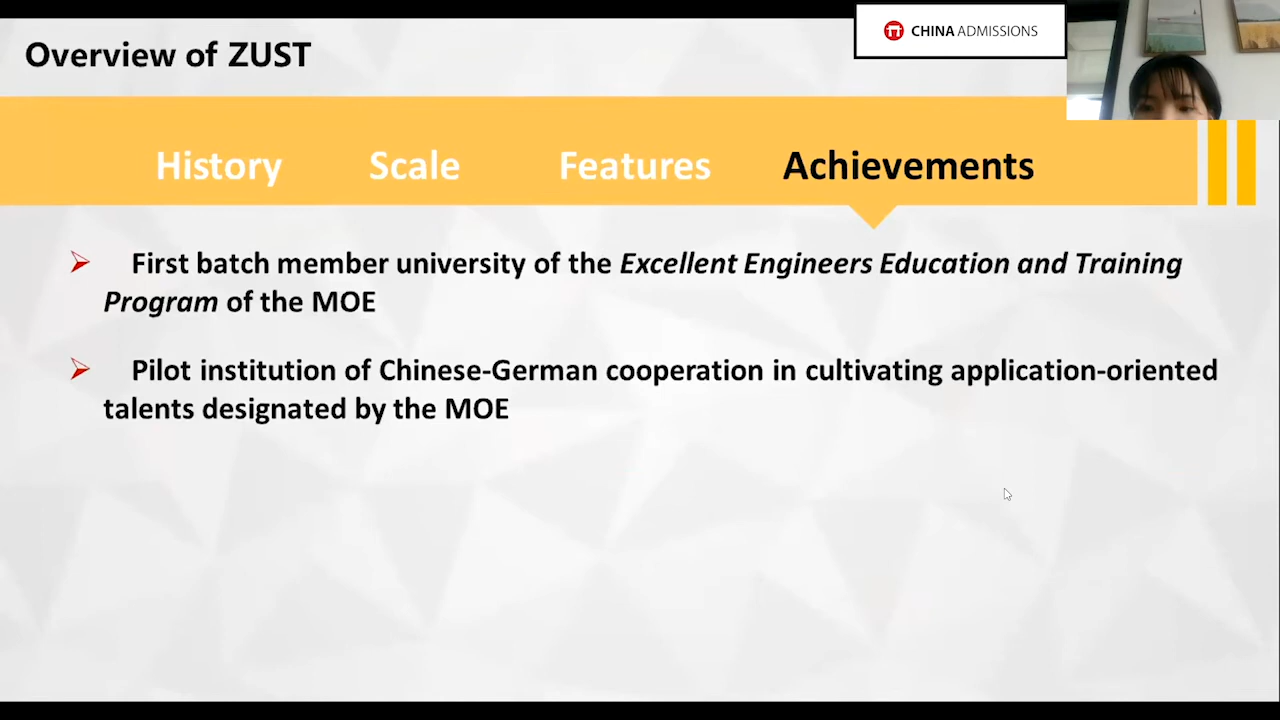 Overview of ZUST
CHINA ADMISSIONS
History Scale Features Achievements
First batch member university of the Excellent Engineers Education and Training
Program of the MOE
Pilot institution of Chinese-German cooperation in cultivating application-oriented
talents designated by the MOE